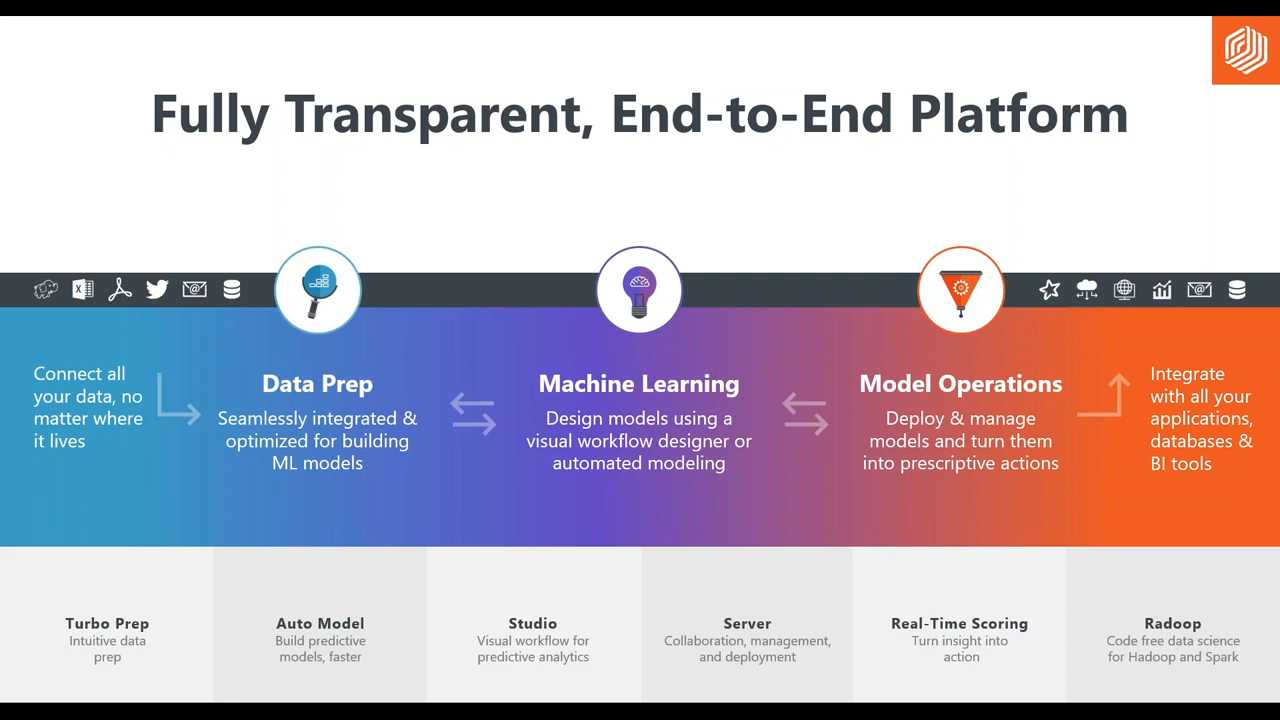 Fully Transparent, End-to-End Platform
Connect all
your data, no
matter where
it lives
Data Prep
Seamlessly integrated &
optimized for building
ML models
Machine Learning
Design models using a
visual workflow designer or
automated modeling
Model Operations
Deploy & manage
models and turn them
into prescriptive actions
Integrate
with all your
applications,
databases &
BI tools
Turbo Prep
Intuitive data
prep
Auto Model
Build predictive
models, faster
Studio
Visual workflow for
predictive analytics
Server
Collaboration, management,
and deployment
Real-Time Scoring
Turn insight into
action
Radoop
Code free data science
for Hadoop and Spark